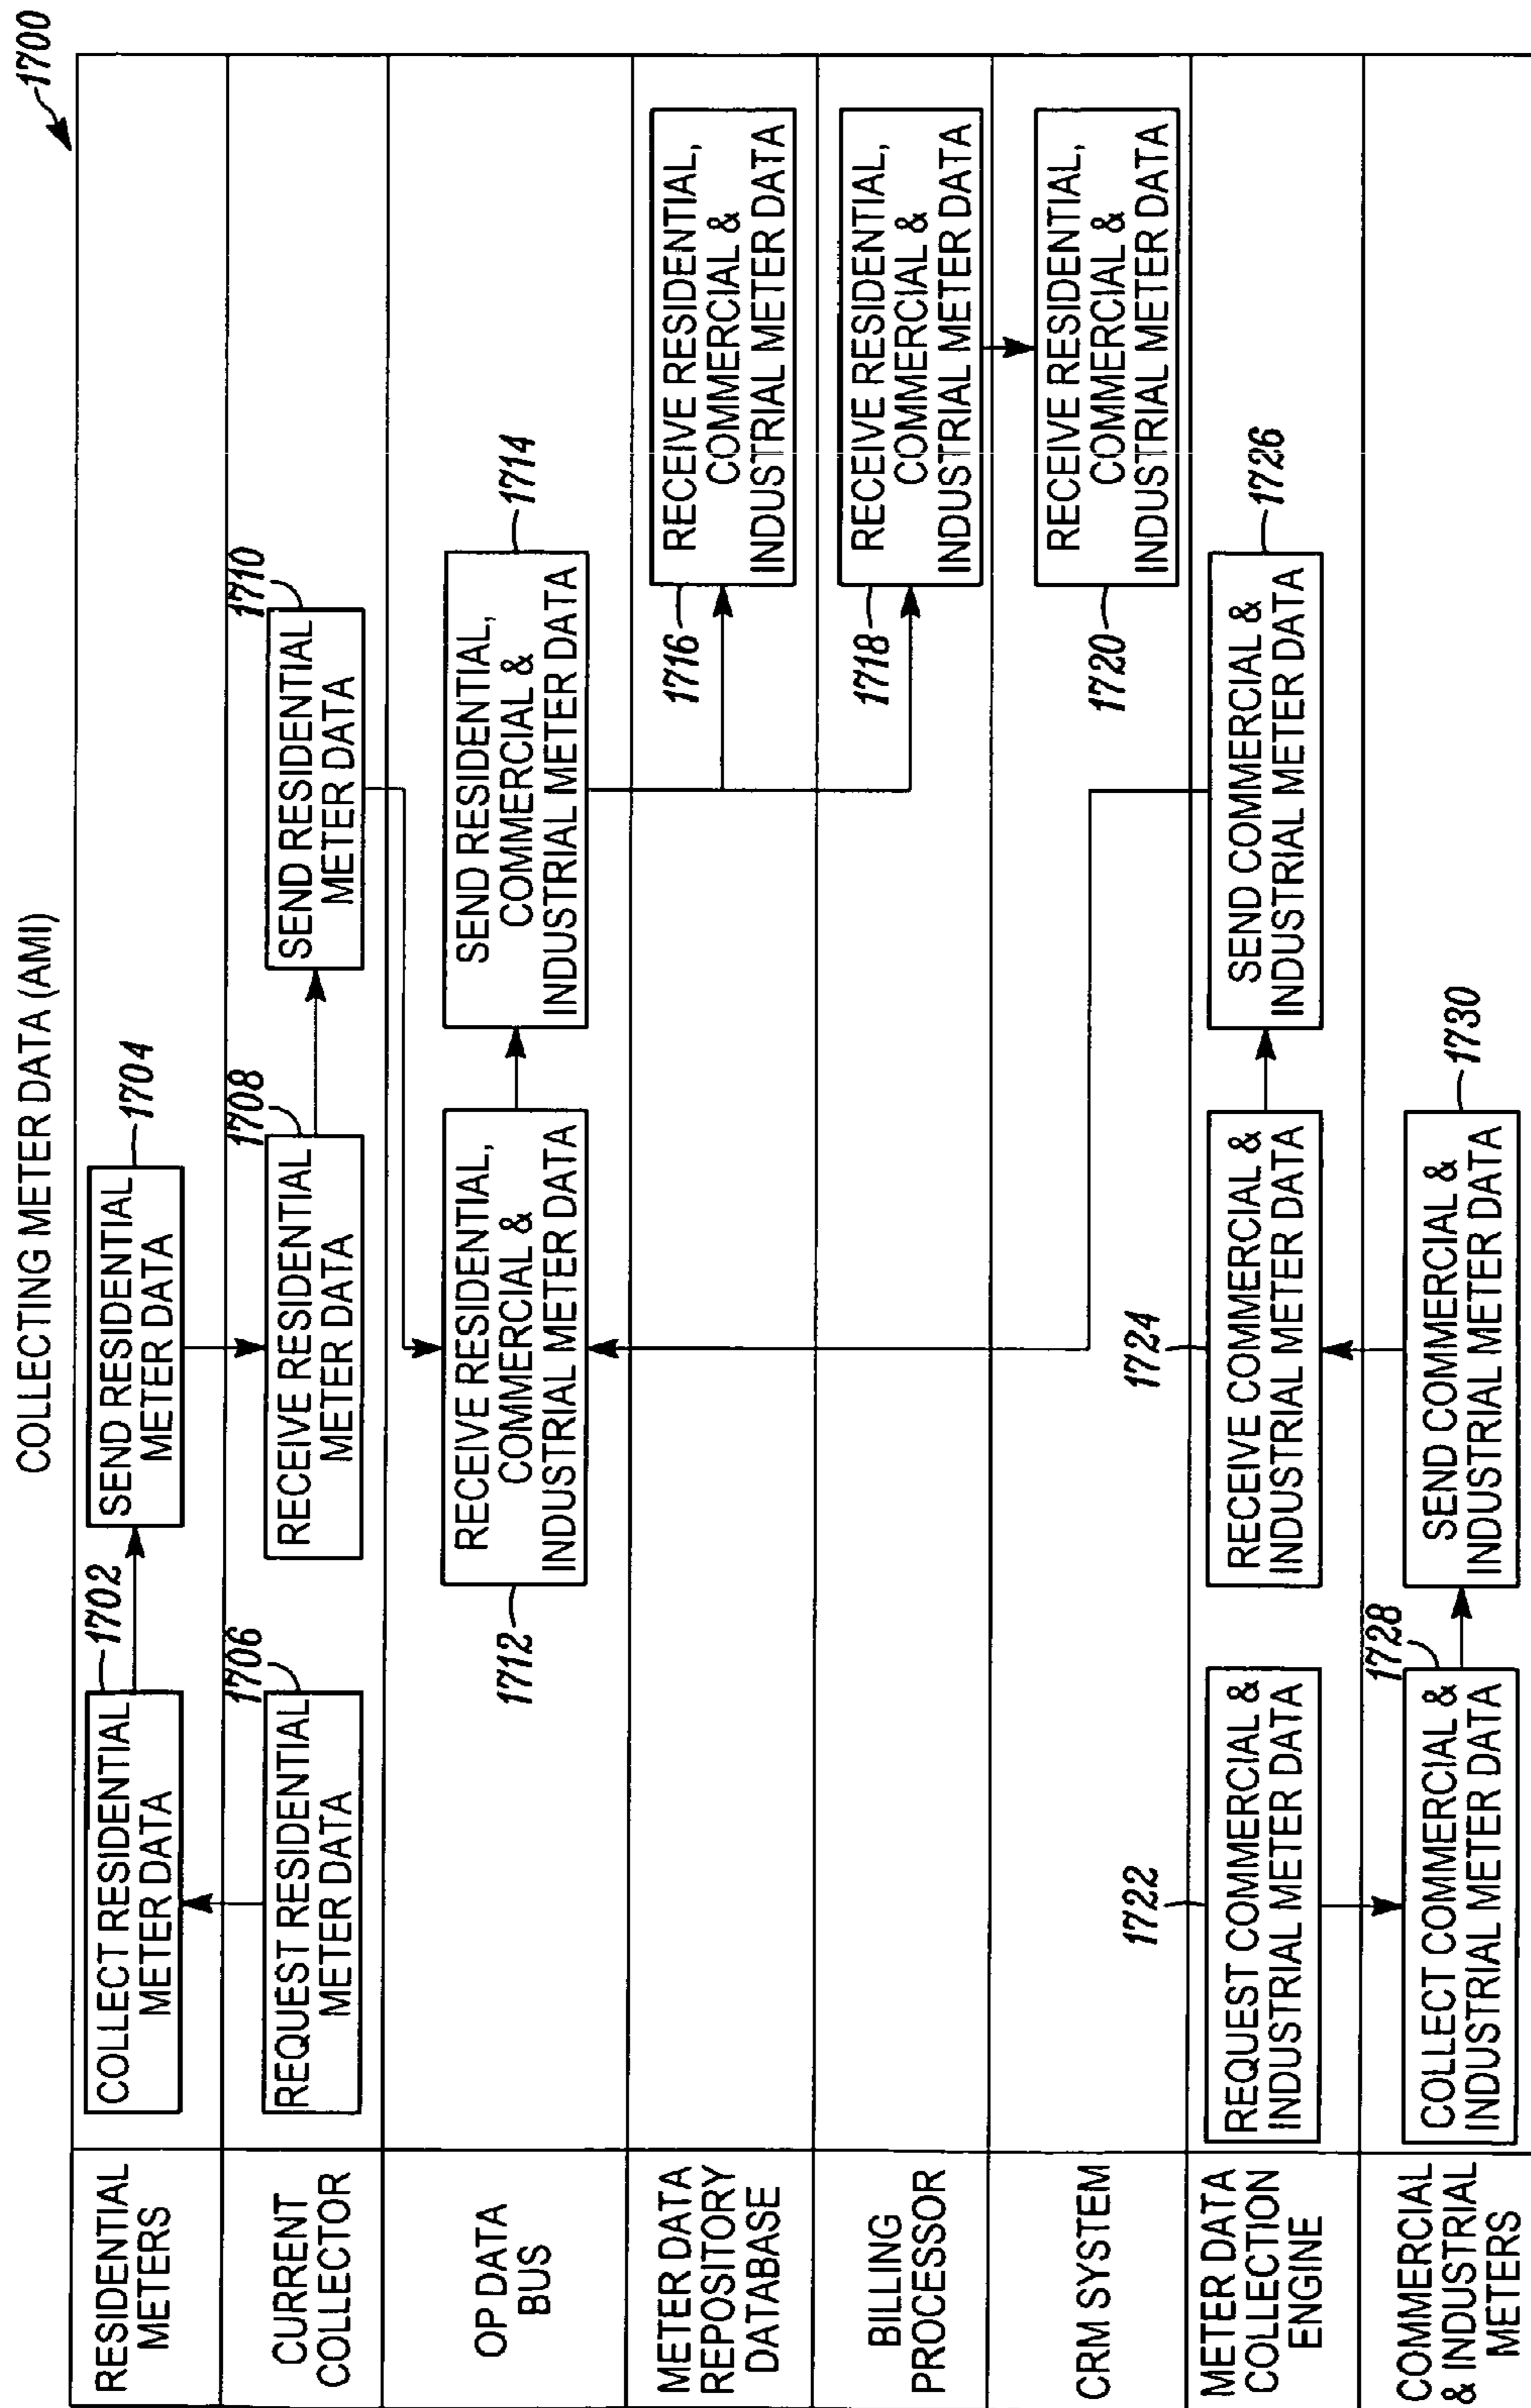 COLLECTING METER DATA (AMI)
1700
RESIDENTIAL
METERS
COLLECT RESIDENTIAL
METER DATA
1702
SEND RESIDENTIAL
METER DATA
1704
CURRENT
COLLECTOR
REQUEST RESIDENTIAL
METER DATA
1706
RECEIVE RESIDENTIAL
METER DATA
1708
SEND RESIDENTIAL
METER DATA
1710
OP DATA
BUS
RECEIVE RESIDENTIAL,
COMMERCIAL &
INDUSTRIAL METER DATA
1712
SEND RESIDENTIAL,
COMMERCIAL &
INDUSTRIAL METER DATA
1714
METER DATA
REPOSITORY
DATABASE
1716
RECEIVE RESIDENTIAL,
COMMERCIAL &
INDUSTRIAL METER DATA
BILLING
PROCESSOR
1718
RECEIVE RESIDENTIAL,
COMMERCIAL &
INDUSTRIAL METER DATA
CRM SYSTEM
1720
RECEIVE RESIDENTIAL,
COMMERCIAL &
INDUSTRIAL METER DATA
METER DATA
COLLECTION
ENGINE
1722
REQUEST COMMERCIAL &
INDUSTRIAL METER DATA
1724
RECEIVE COMMERCIAL &
INDUSTRIAL METER DATA
SEND COMMERCIAL &
INDUSTRIAL METER DATA
1726
COMMERCIAL
& INDUSTRIAL
METERS
COLLECT COMMERCIAL &
INDUSTRIAL METER DATA
1728
SEND COMMERCIAL &
INDUSTRIAL METER DATA
1730